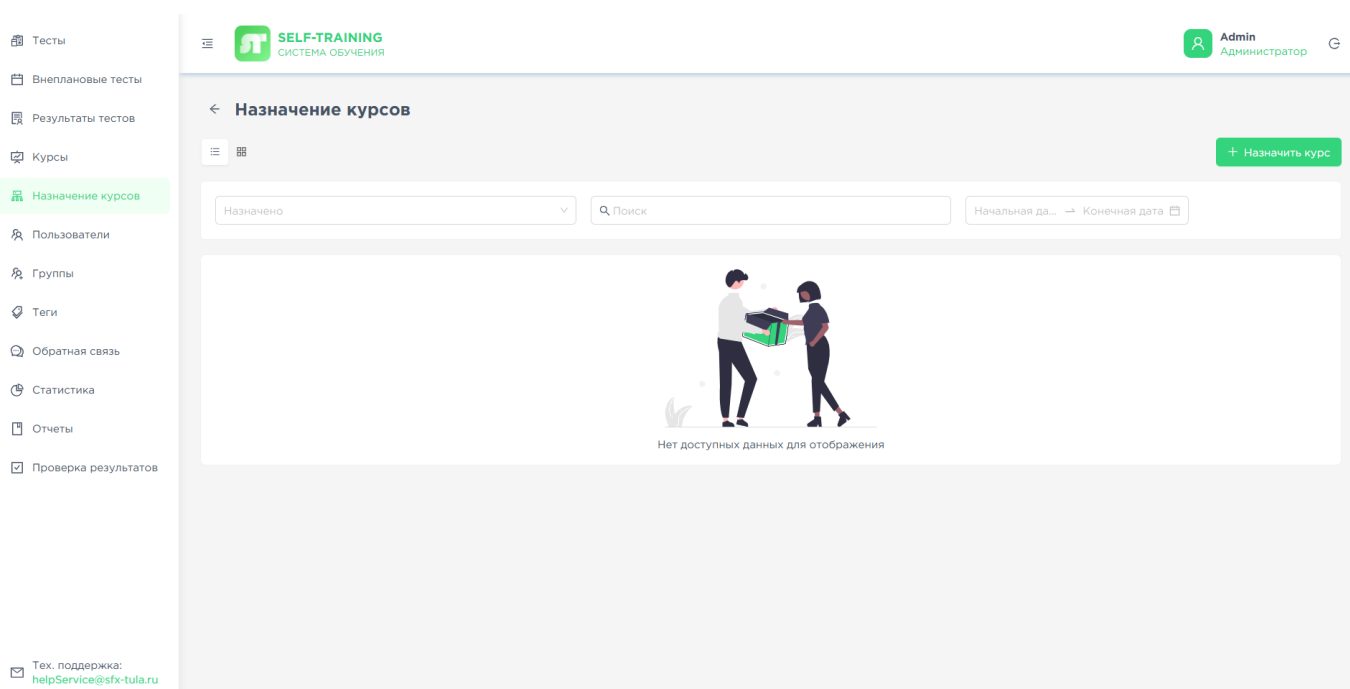 Тесты
Внеплановые тесты
Результаты тестов
Курсы
Назначение курсов
Пользователи
Группы
Теги
Обратная связь
Статистика
Отчеты
Проверка результатов
Тех. поддержка:
helpService@sfx-tula.ru
ST
SELF-TRAINING
СИСТЕМА ОБУЧЕНИЯ
Admin
Администратор
Назначение курсов
+ Назначить курс
Назначено
Поиск
Начальная да... → Конечная дата
Нет доступных данных для отображения